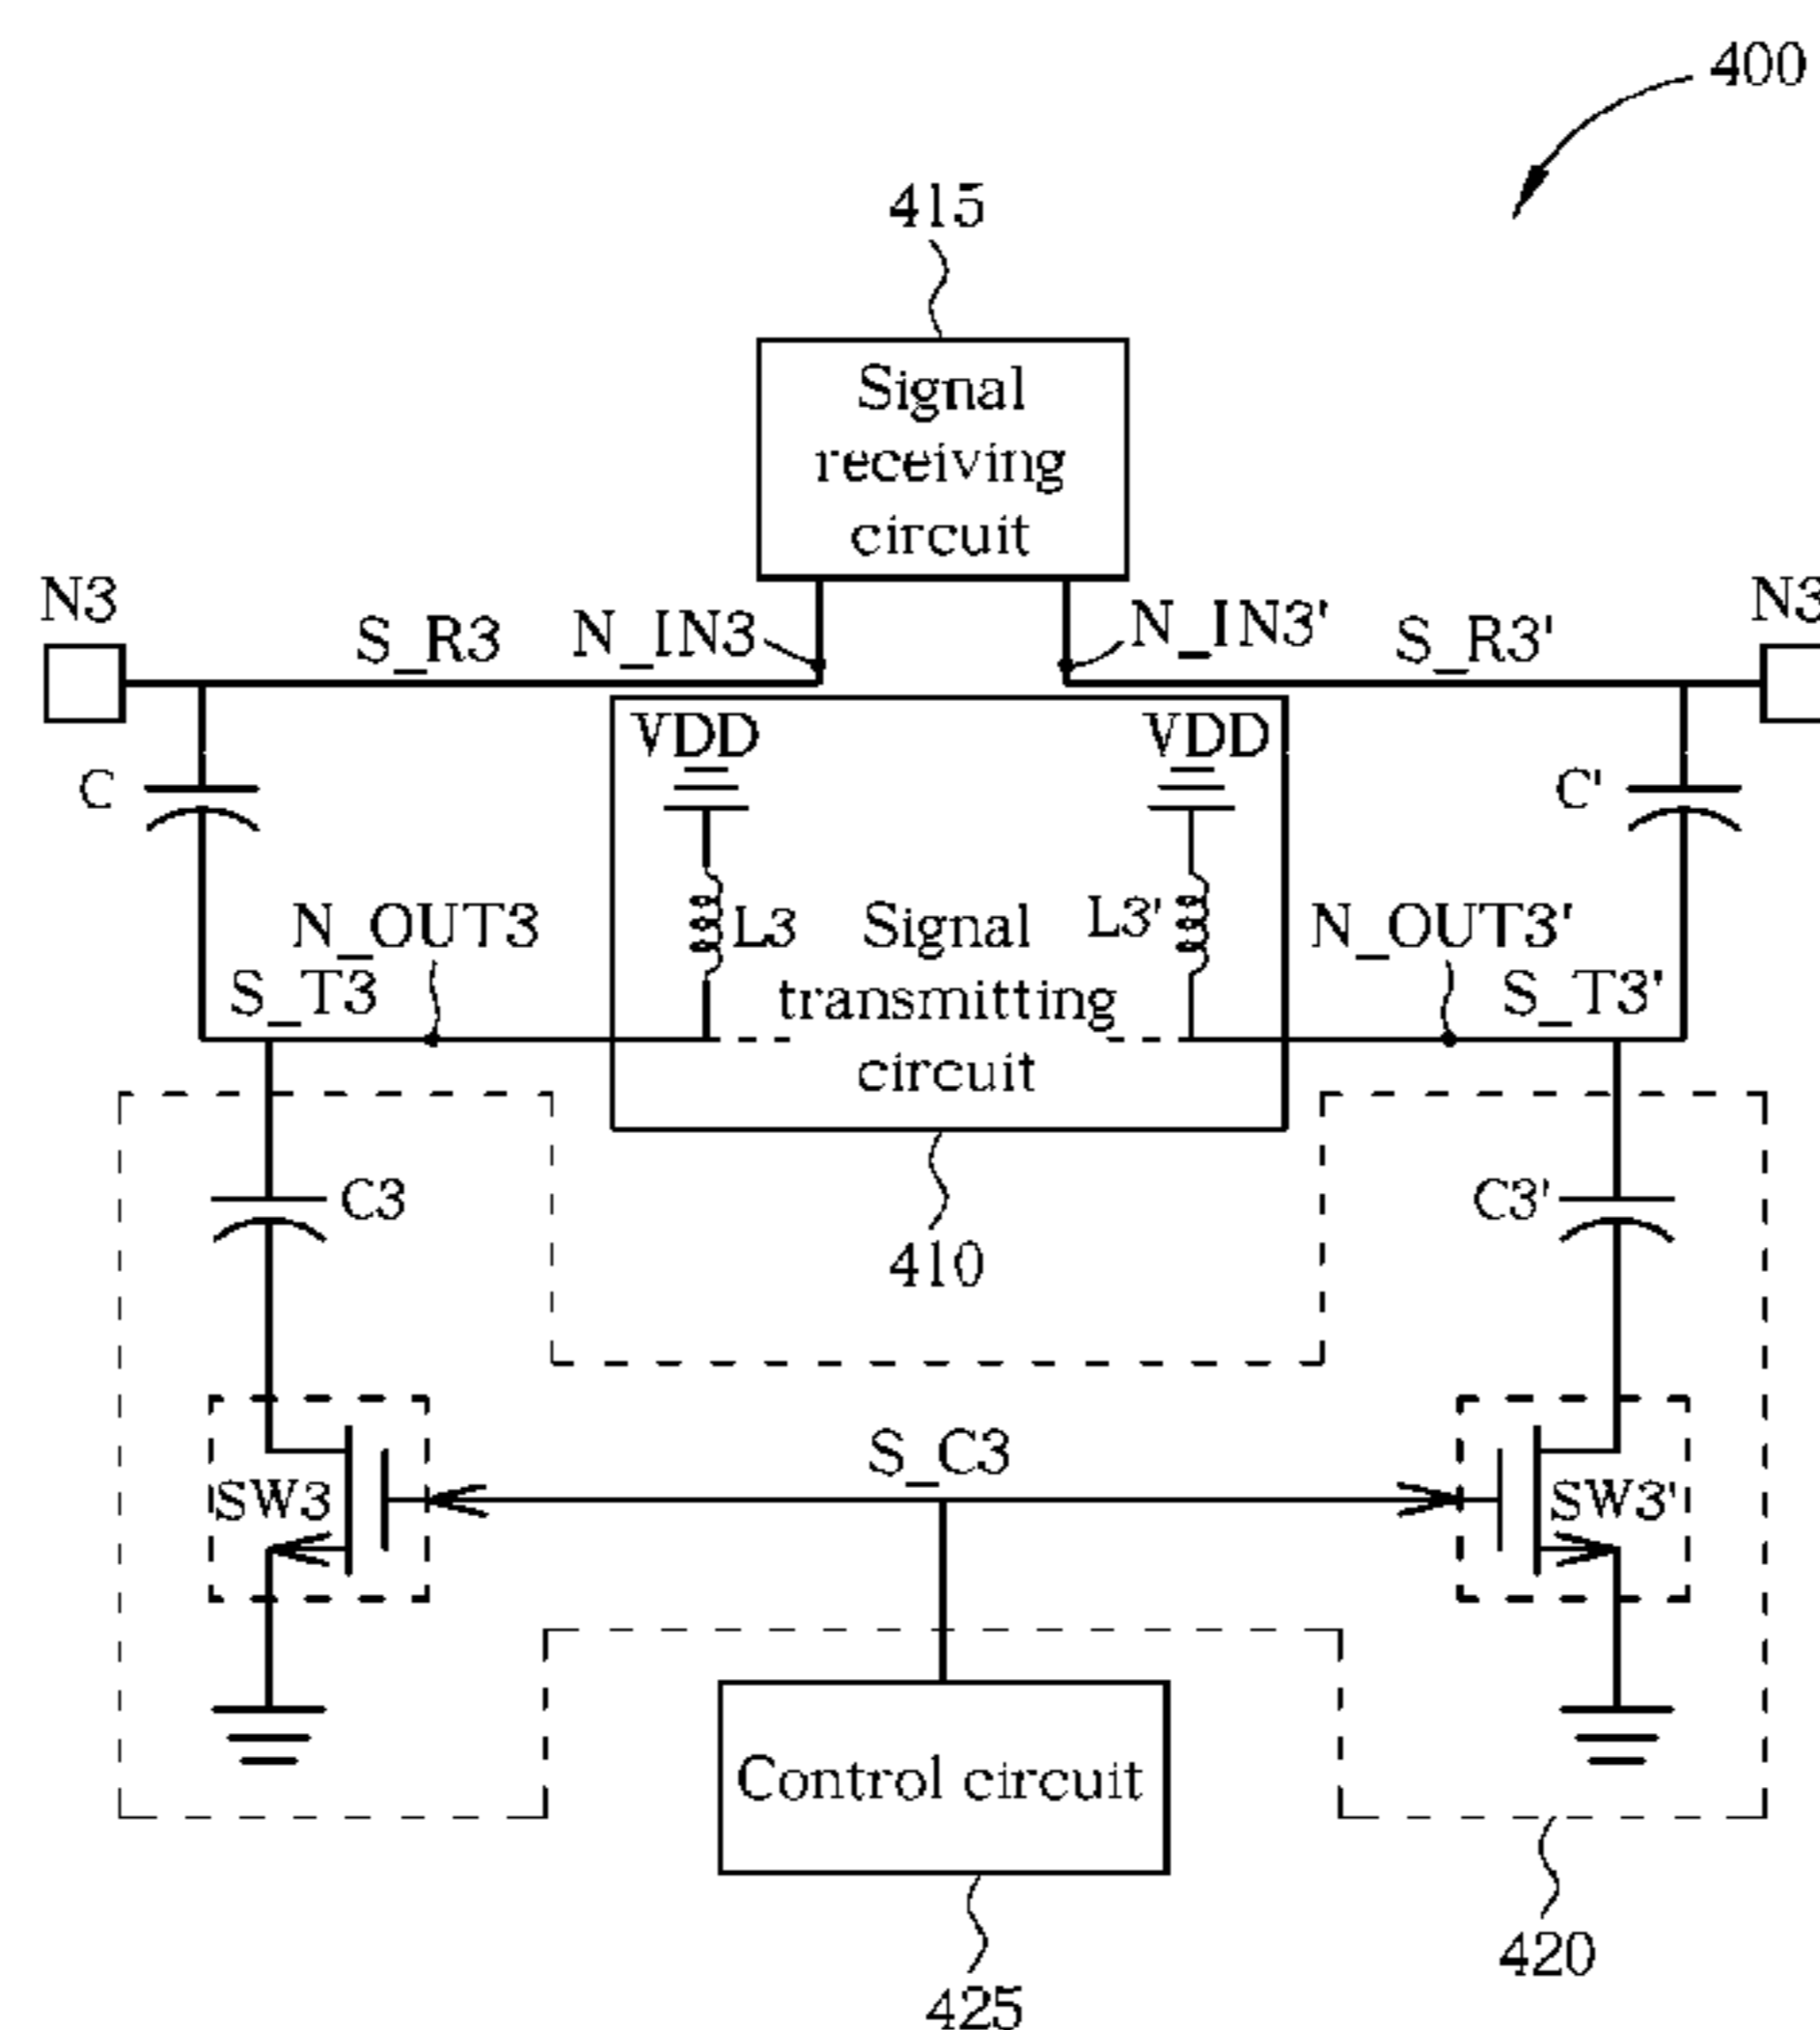 400
415
Signal
receiving
circuit
N3
S_R3
N_IN3
N_IN3'
S_R3'
N3
VDD
VDD
C
C'
N_OUT3
L3
Signal
L3'
N_OUT3'
S_T3
transmitting
S_T3'
circuit
C3
C3'
410
S_C3
SW3
SW3'
Control circuit
420
425